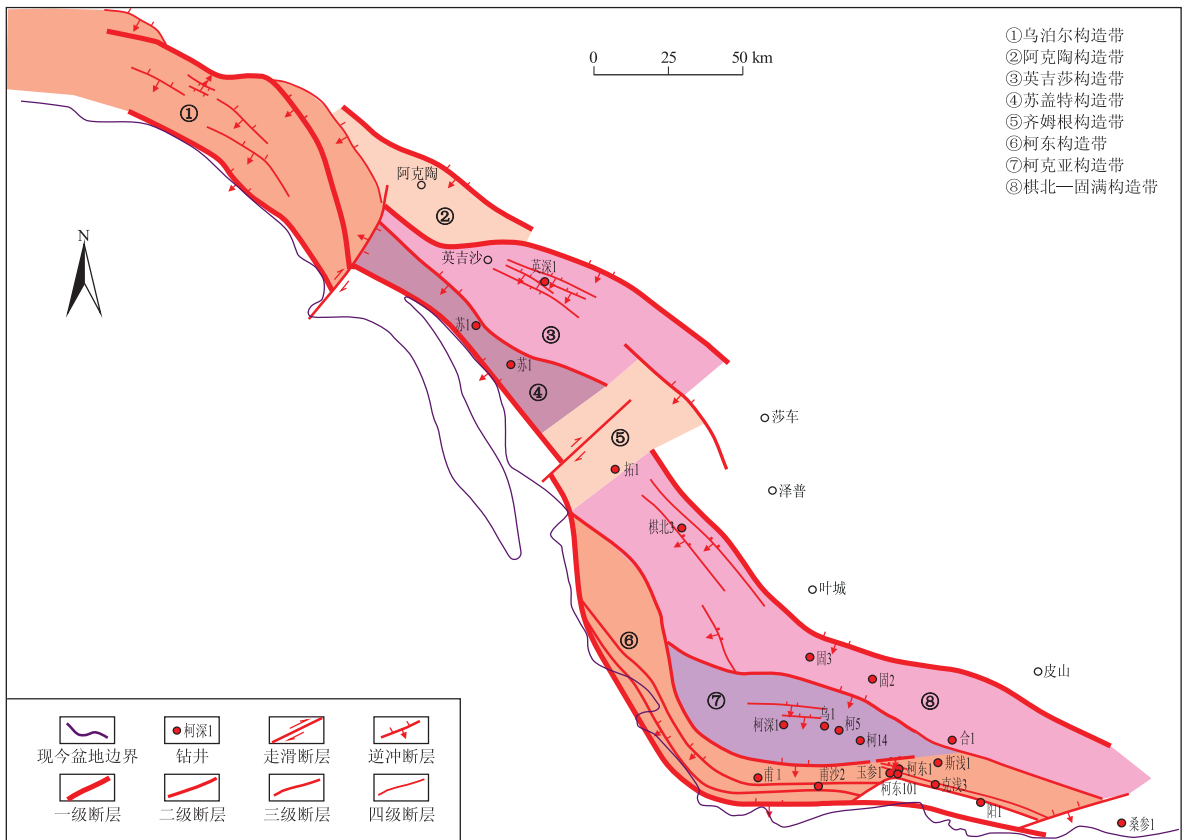 ①乌泊尔构造带
②阿克陶构造带
③英吉莎构造带
④苏盖特构造带
⑤齐姆根构造带
⑥柯东构造带
⑦柯克亚构造带
⑧棋北—固满构造带
0 25 50 km
N
①
阿克陶
②
英吉沙
英深1
苏1
③
苏1
④
莎车
⑤
拓1
泽普
棋北3
叶城
⑥
固3
皮山
固2
⑦
⑧
乌1
柯深1
柯5
柯14
合1
斯浅1
玉参1
柯东1
甫1
甫沙2
柯东101
克浅3
阳1
桑参1
柯深1
现今盆地边界 钻井 走滑断层 逆冲断层
一级断层 二级断层 三级断层 四级断层